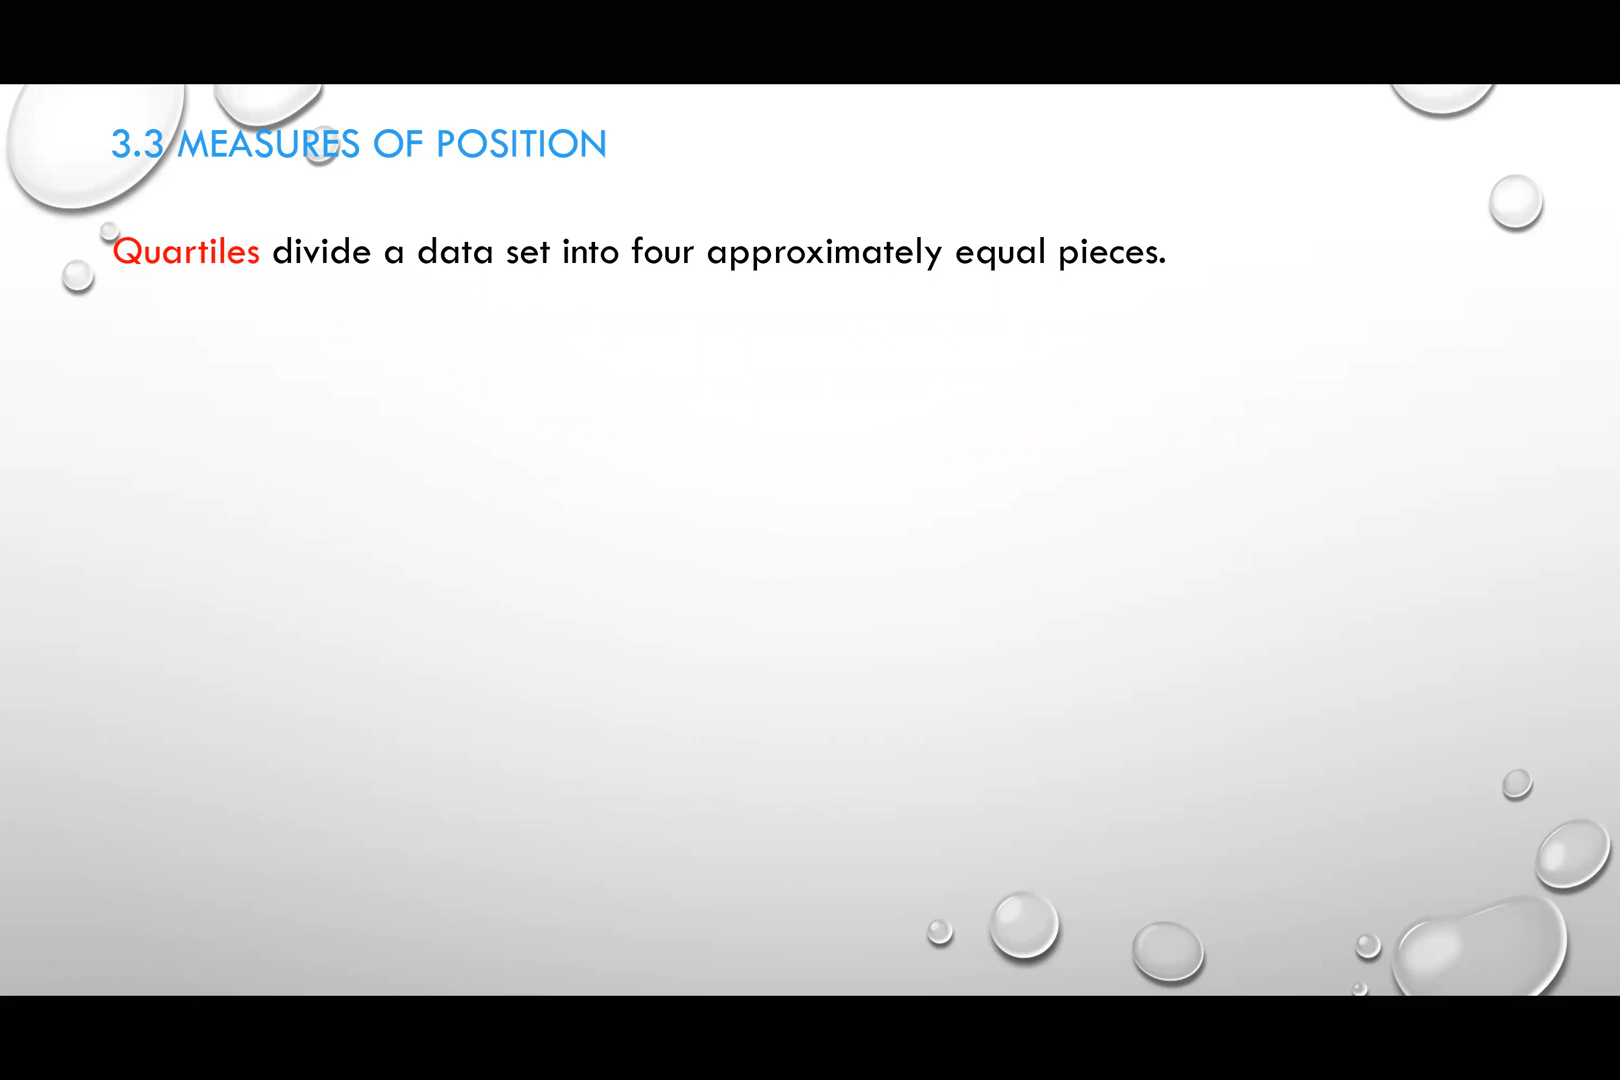 3.3 MEASURES OF POSITION
Quartiles divide a data set into four approximately equal pieces.